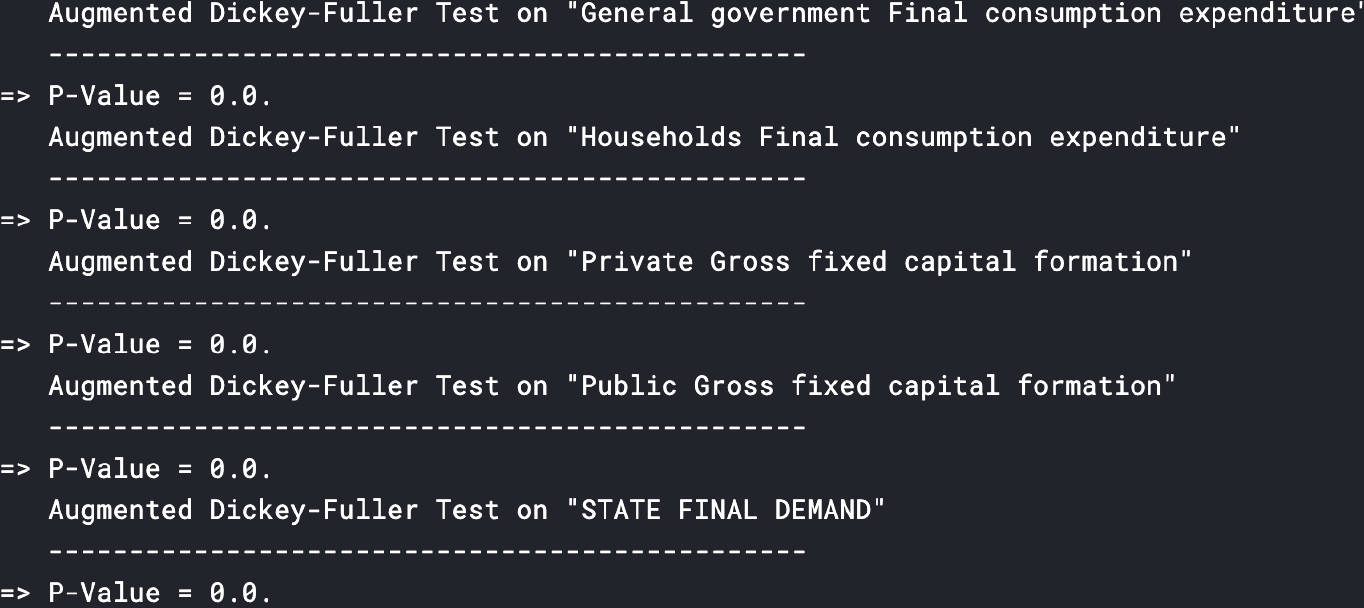 Augmented Dickey-Fuller Test on "General government Final consumption expenditure"
-----------------------------------------------
=> P-Value = 0.0.
Augmented Dickey-Fuller Test on "Households Final consumption expenditure"
-----------------------------------------------
=> P-Value = 0.0.
Augmented Dickey-Fuller Test on "Private Gross fixed capital formation"
-----------------------------------------------
=> P-Value = 0.0.
Augmented Dickey-Fuller Test on "Public Gross fixed capital formation"
-----------------------------------------------
=> P-Value = 0.0.
Augmented Dickey-Fuller Test on "STATE FINAL DEMAND"
-----------------------------------------------
=> P-Value = 0.0.